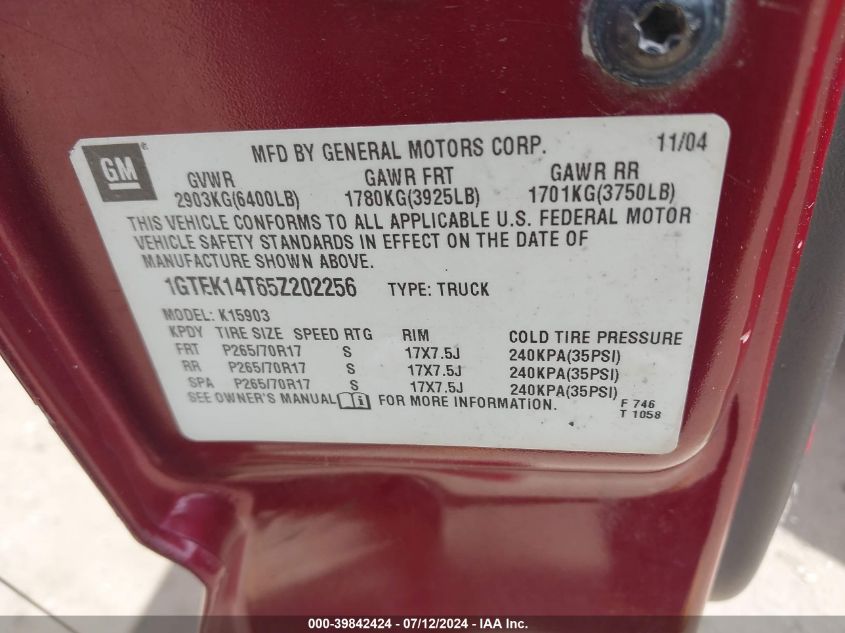 GM
MFD BY GENERAL MOTORS CORP. 11/04
GVWR GAWR FRT GAWR RR
2903KG(6400LB) 1780KG(3925LB) 1701KG(3750LB)
THIS VEHICLE CONFORMS TO ALL APPLICABLE U.S. FEDERAL MOTOR
VEHICLE SAFETY STANDARDS IN EFFECT ON THE DATE OF
MANUFACTURE SHOWN ABOVE.
1GTEK14T65Z202256 TYPE: TRUCK
MODEL: K15903
KPDY TIRE SIZE SPEED RTG RIM COLD TIRE PRESSURE
FRT P265/70R17 S 17X7.5J 240KPA(35PSI)
RR P265/70R17 S 17X7.5J 240KPA(35PSI)
SPA P265/70R17 S 17X7.5J 240KPA(35PSI)
SEE OWNER'S MANUAL FOR MORE INFORMATION.
F 746
T 1058
000-39842424 / 07/12/2024 - IAA Inc.